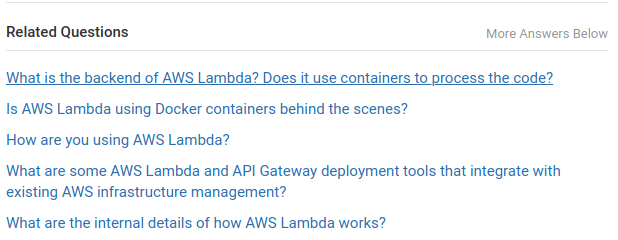 Related Questions
More Answers Below
What is the backend of AWS Lambda? Does it use containers to process the code?
Is AWS Lambda using Docker containers behind the scenes?
How are you using AWS Lambda?
What are some AWS Lambda and API Gateway deployment tools that integrate with
existing AWS infrastructure management?
What are the internal details of how AWS Lambda works?